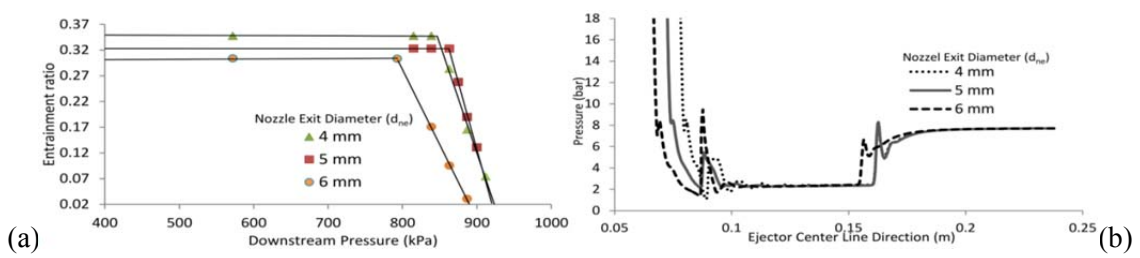 0.37
0.32
0.27
0.22
0.17
0.12
0.07
0.02
Entrainment ratio
Nozzle Exit Diameter (dne)
4 mm
5 mm
6 mm
400 500 600 700 800 900 1000
Downstream Pressure (kPa)
(a)
18
16
14
12
10
8
6
4
2
0
Pressure (bar)
Nozzel Exit Diameter (dne)
4 mm
5 mm
6 mm
0.05 0.1 0.15 0.2 0.25
Ejector Center Line Direction (m)
(b)